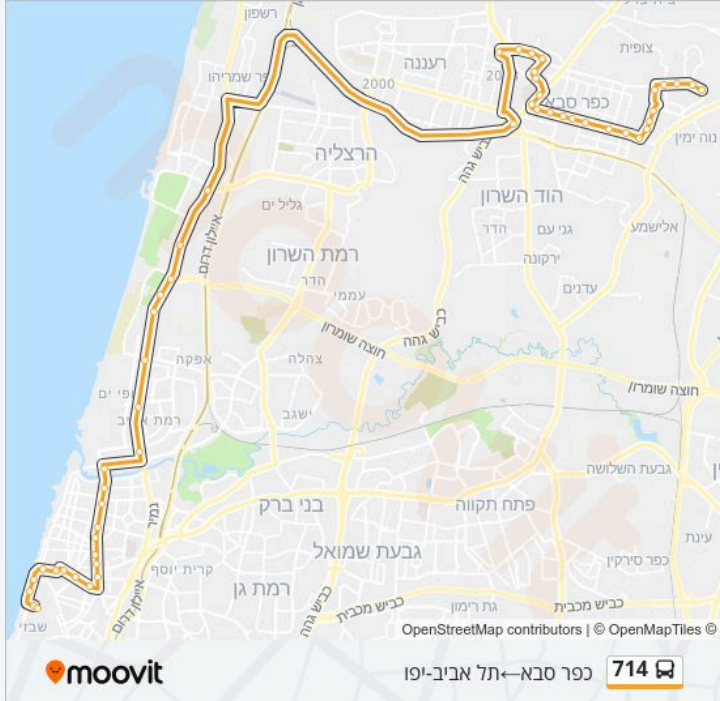 רשפון
צופית
רעננה
2000
20
כפר שמריהו
כפר סבא
נווה ימין
הרצליה
כביש גהה
הוד השרון
גליל ים
איילון דרום
גני עם
אלישמע
הדר
רמת השרון
ירקונה
הדר
עממי
עדנים
כביש גהה
חוצה שומרון
אפקה
צהלה
חוצה שומרון/
רמת אביב
ישגב
גבעת השלושה
נמיר
בני ברק
פתח תקווה
עינת
גבעת שמואל
כפר סירקין
קרית יוסף
רמת גן
איילון דרום
כביש גהה
כביש מכבית
גת רימון
כביש מכבית
שבזי
OpenStreetMap contributors | © OpenMapTiles ©
moovit
כפר סבא←תל אביב-יפו
714